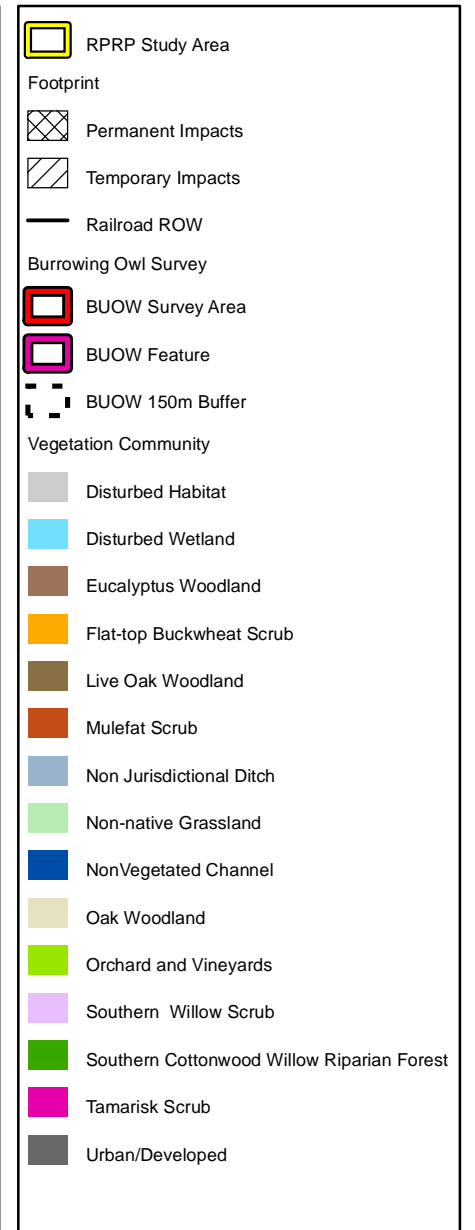 RPRP Study Area
Footprint
Permanent Impacts
Temporary Impacts
Railroad ROW
Burrowing Owl Survey
BUOW Survey Area
BUOW Feature
BUOW 150m Buffer
Vegetation Community
Disturbed Habitat
Disturbed Wetland
Eucalyptus Woodland
Flat-top Buckwheat Scrub
Live Oak Woodland
Mulefat Scrub
Non Jurisdictional Ditch
Non-native Grassland
NonVegetated Channel
Oak Woodland
Orchard and Vineyards
Southern  Willow Scrub
Southern Cottonwood Willow Riparian Forest
Tamarisk Scrub
Urban/Developed